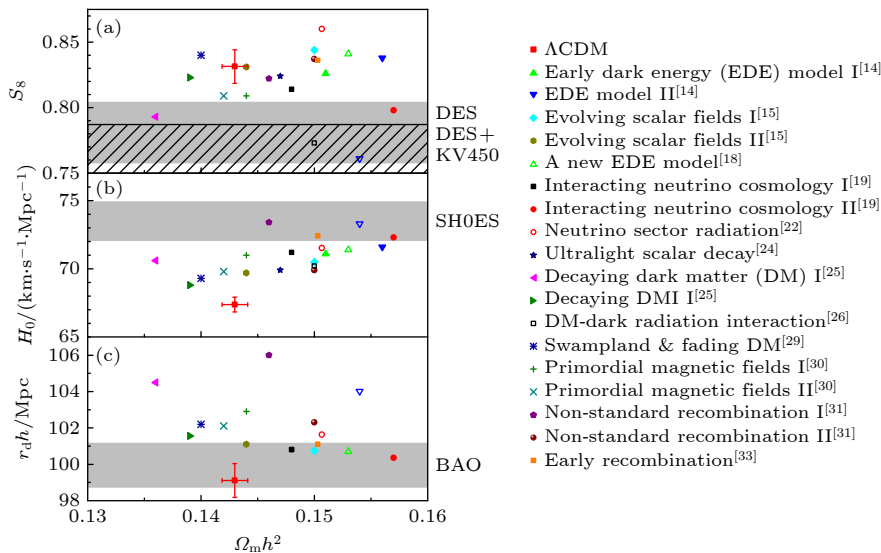 (a)
0.85
0.80
0.75
S₈
DES
DES+
KV450
(b)
75
70
65
H₀/(km·s⁻¹·Mpc⁻¹)
SH0ES
(c)
106
104
102
100
98
r_d h/Mpc
BAO
0.13 0.14 0.15 0.16
Ω_m h²
ΛCDM
Early dark energy (EDE) model I[14]
EDE model II[14]
Evolving scalar fields I[15]
Evolving scalar fields II[15]
A new EDE model[18]
Interacting neutrino cosmology I[19]
Interacting neutrino cosmology II[19]
Neutrino sector radiation[22]
Ultralight scalar decay[24]
Decaying dark matter (DM) I[25]
Decaying DMI I[25]
DM-dark radiation interaction[26]
Swampland & fading DM[29]
Primordial magnetic fields I[30]
Primordial magnetic fields II[30]
Non-standard recombination I[31]
Non-standard recombination II[31]
Early recombination[33]